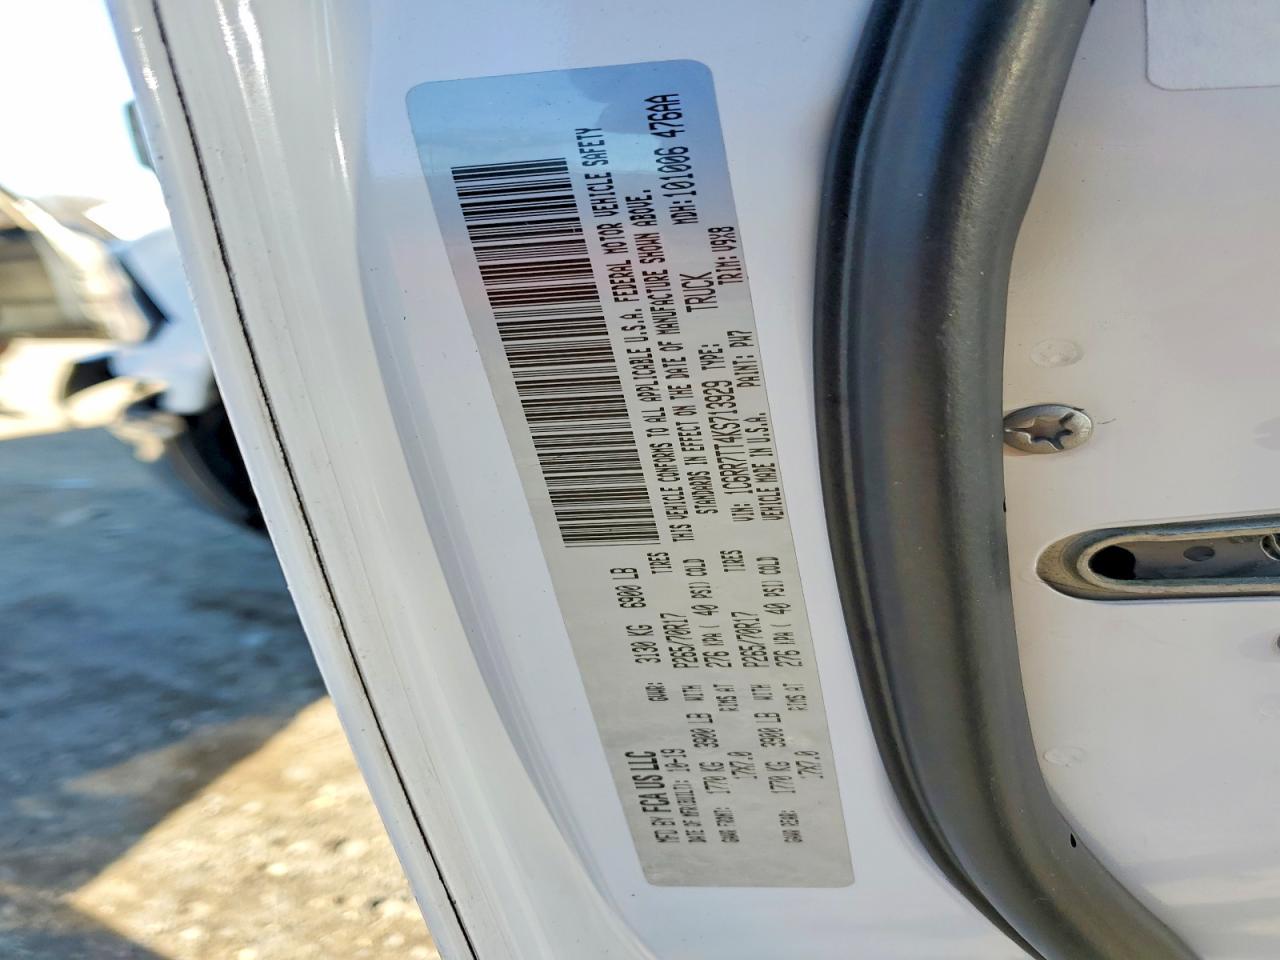 MFD BY FCA US LLC
DATE OF MFR(BUILT): 10-19 GVWR: 3130 KG 6900 LB
GAWR FRONT: 1770 KG 3900 LB WITH P265/70R17 TIRES
17X7.0 RIMS AT 276 KPA ( 40 PSI) COLD
GAWR REAR: 1770 KG 3900 LB WITH P265/70R17 TIRES
17X7.0 RIMS AT 276 KPA ( 40 PSI) COLD
THIS VEHICLE CONFORMS TO ALL APPLICABLE U.S.A. FEDERAL MOTOR VEHICLE SAFETY
STANDARDS IN EFFECT ON THE DATE OF MANUFACTURE SHOWN ABOVE.
VIN: 1C6RR7TT4KS713929 TYPE: TRUCK MDH: 101006 476AA
VEHICLE MADE IN U.S.A. PAINT: PW7 TRIM: V9X8